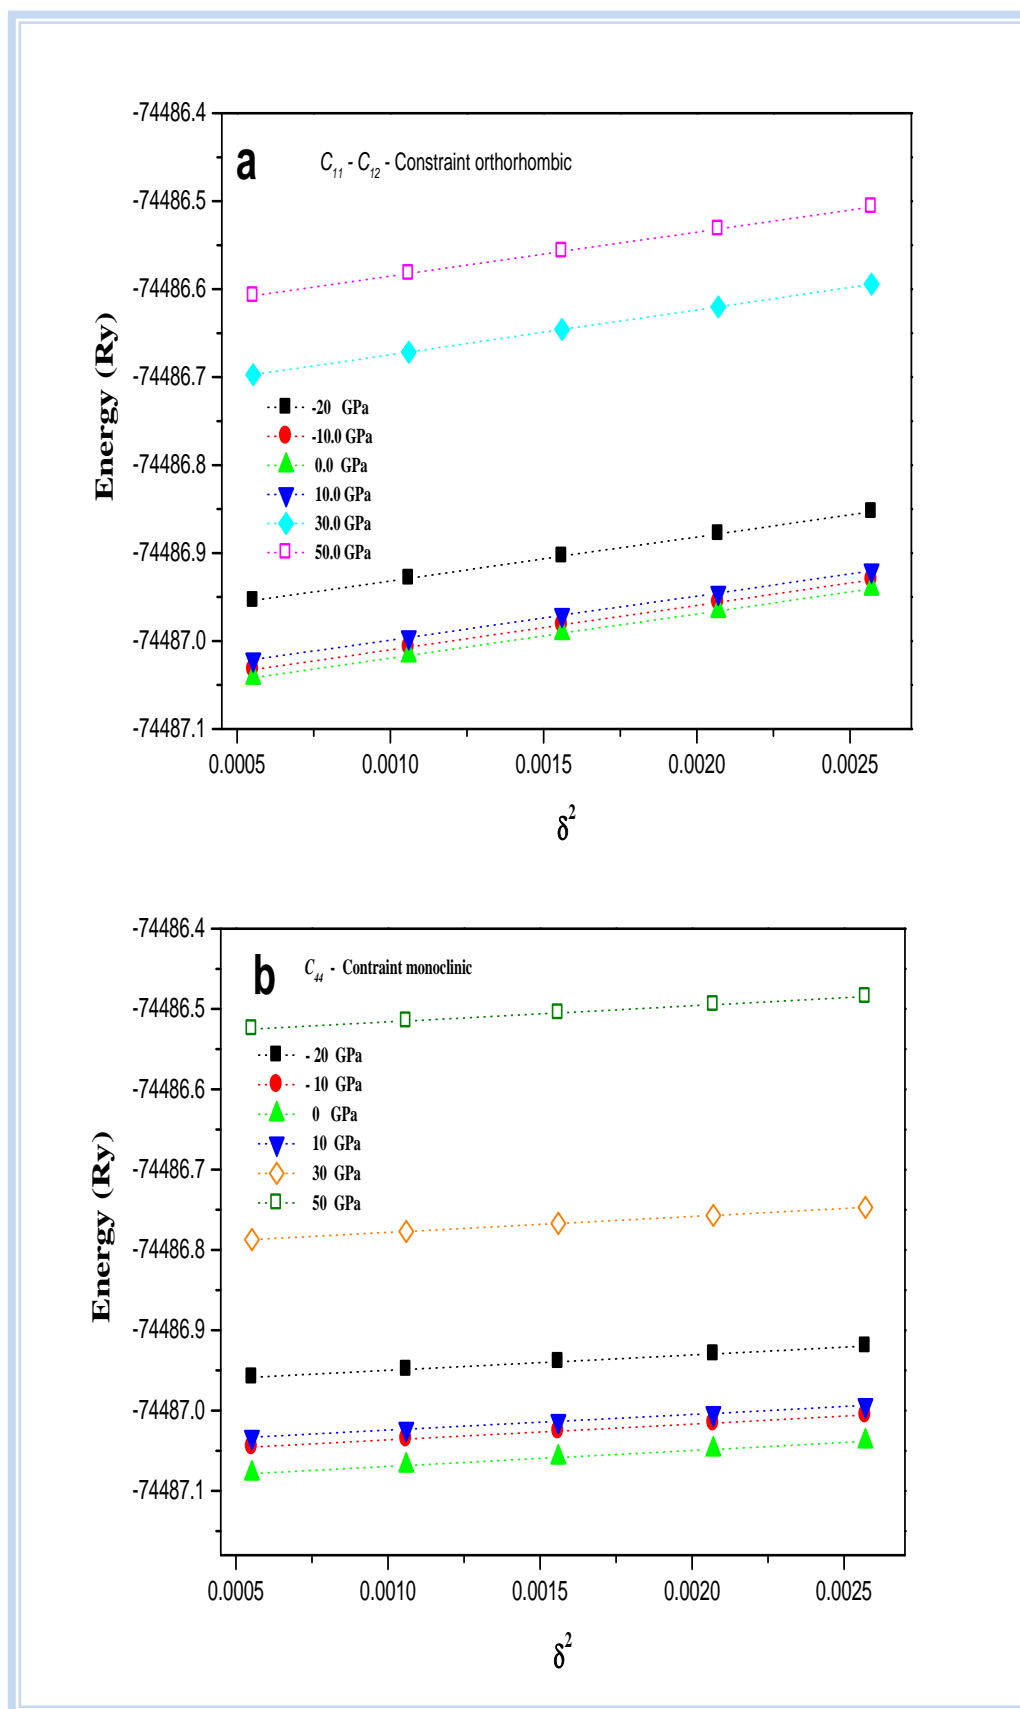 -74486.4
a C11 - C12 - Constraint orthorhombic
-74486.5
-74486.6
-74486.7
-74486.8
-74486.9
-74487.0
-74487.1
Energy (Ry)
-20 GPa
-10.0 GPa
0.0 GPa
10.0 GPa
30.0 GPa
50.0 GPa
0.0005 0.0010 0.0015 0.0020 0.0025
δ²
-74486.4
b C44 - Contraint monoclinic
-74486.5
-74486.6
-74486.7
-74486.8
-74486.9
-74487.0
-74487.1
Energy (Ry)
- 20 GPa
- 10 GPa
0 GPa
10 GPa
30 GPa
50 GPa
0.0005 0.0010 0.0015 0.0020 0.0025
δ²